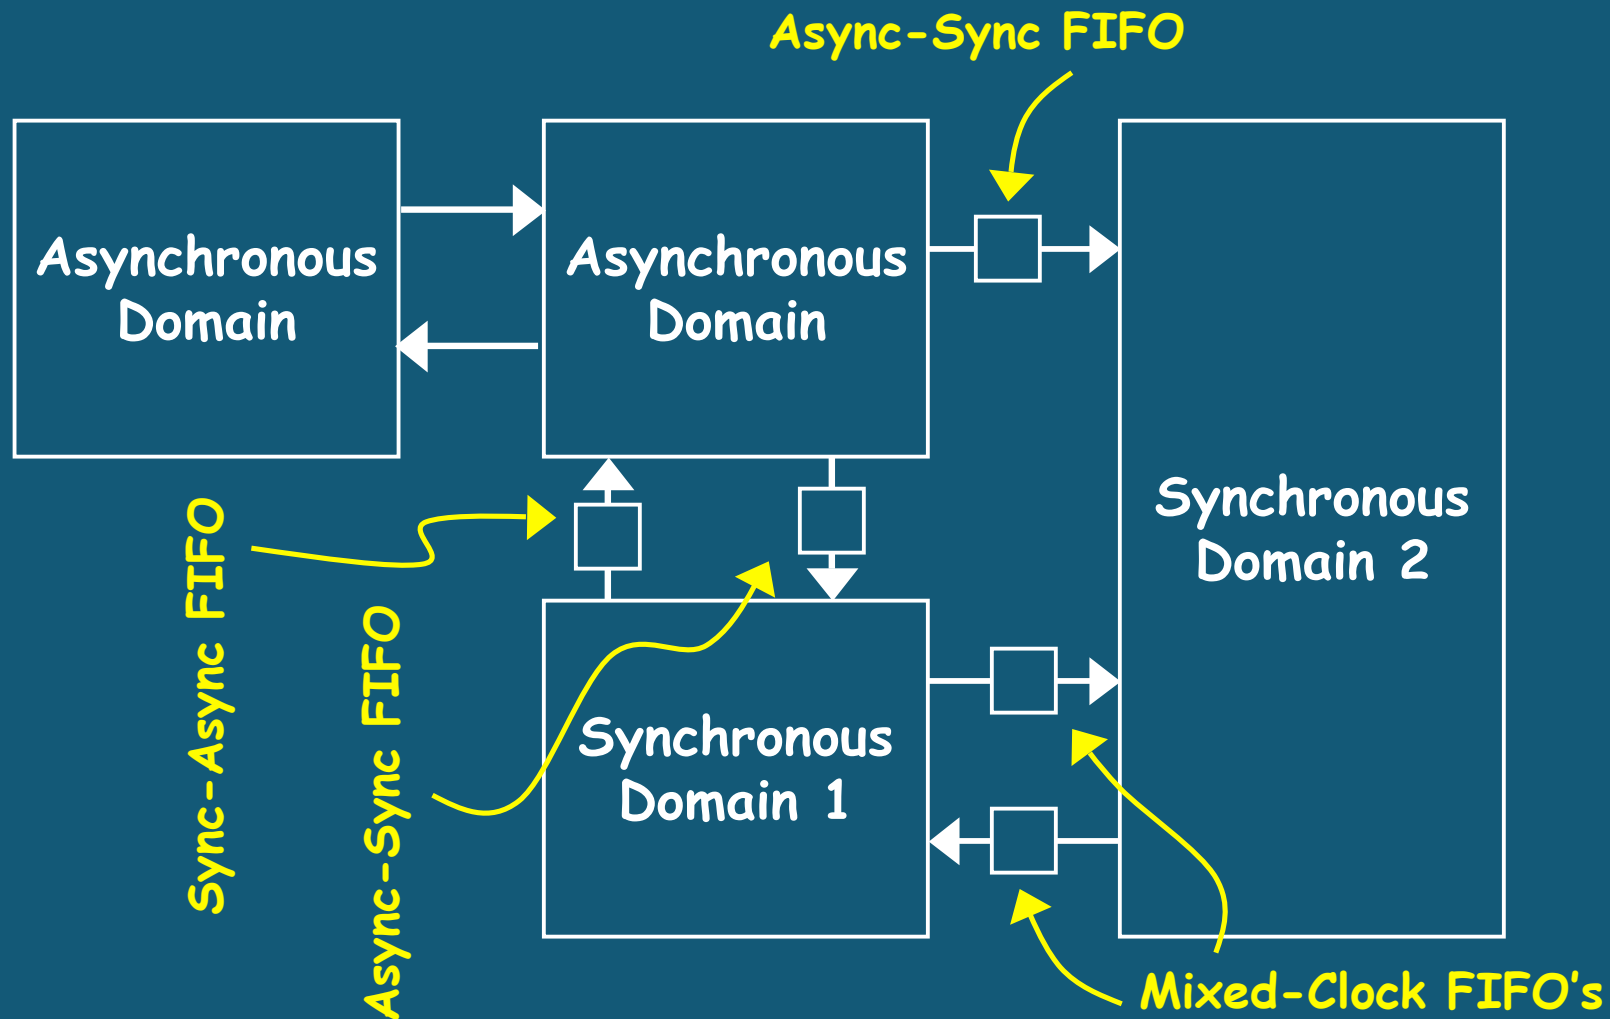 Async-Sync FIFO
Asynchronous
Domain
Asynchronous
Domain
Synchronous
Domain 2
Sync-Async FIFO
Async-Sync FIFO
Synchronous
Domain 1
Mixed-Clock FIFO's